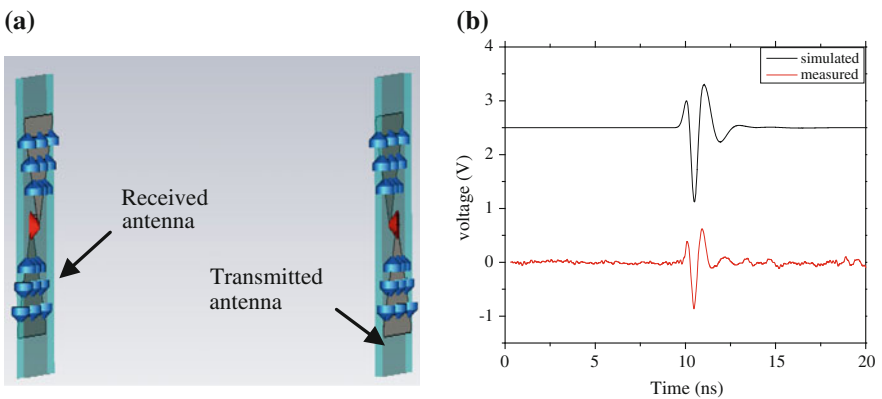 (a)
Received
antenna
Transmitted
antenna
(b)
simulated
measured
voltage (V)
4
3
2
1
0
-1
0
5
10
15
20
Time (ns)